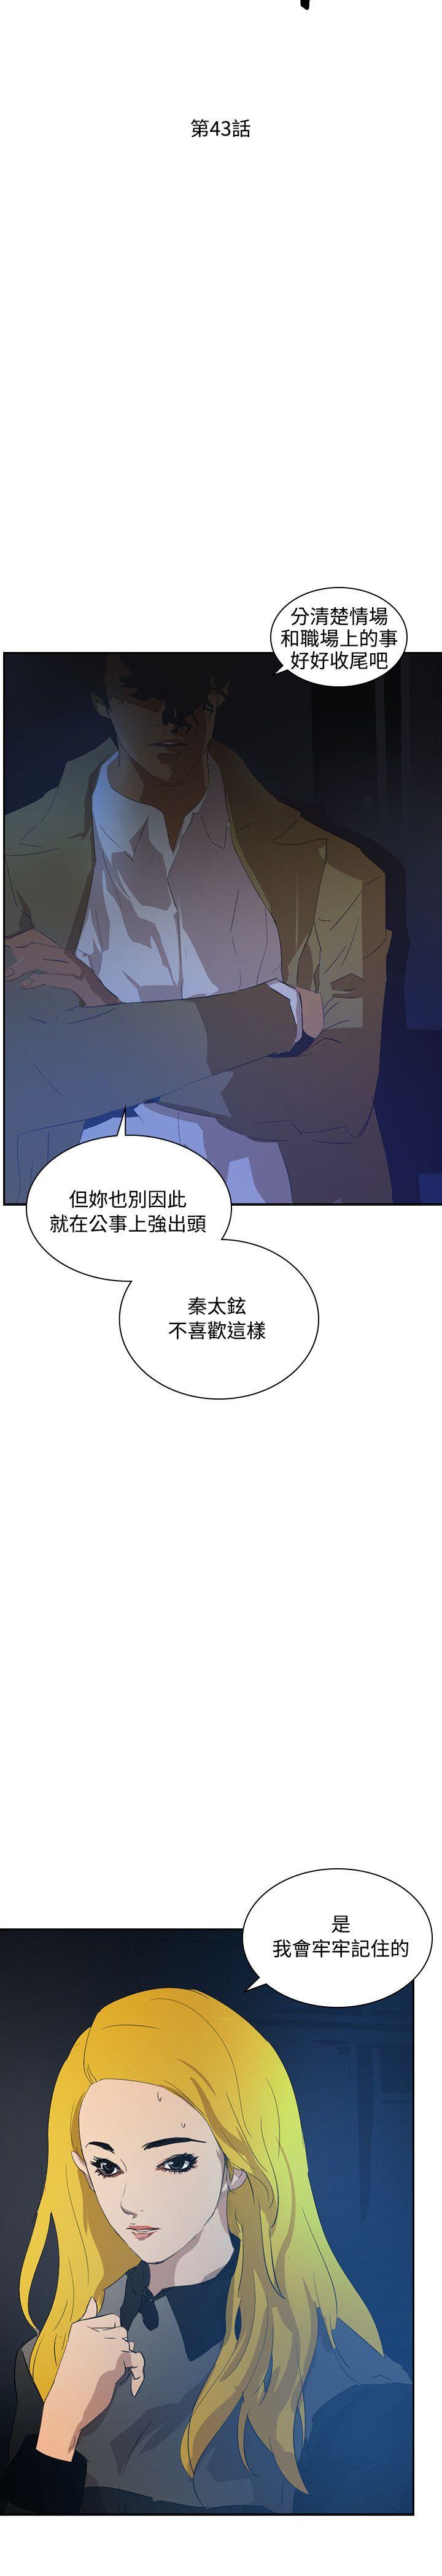 第43話
分清楚情場
和職場上的事
好好收尾吧
但妳也別因此
就在公事上強出頭
秦太鉉
不喜歡這樣
是
我會牢牢記住的